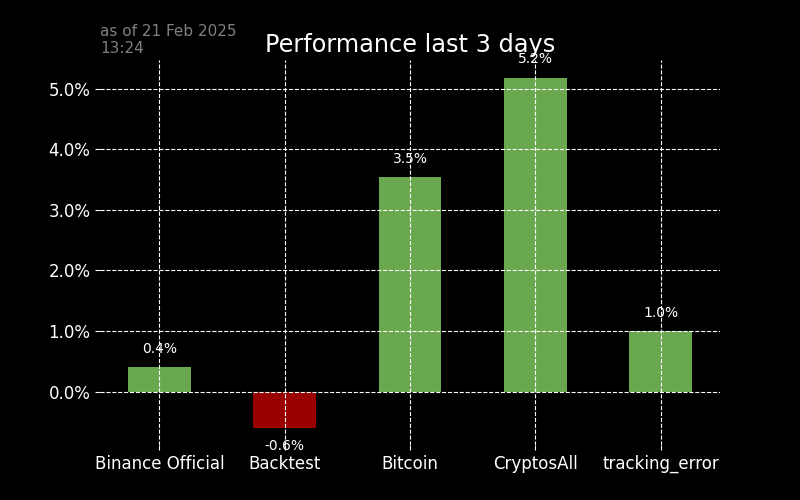 as of 21 Feb 2025
13:24
Performance last 3 days
5.0%
4.0%
3.0%
2.0%
1.0%
0.0%
0.4%
-0.6%
3.5%
5.2%
1.0%
Binance Official
Backtest
Bitcoin
CryptosAll
tracking_error